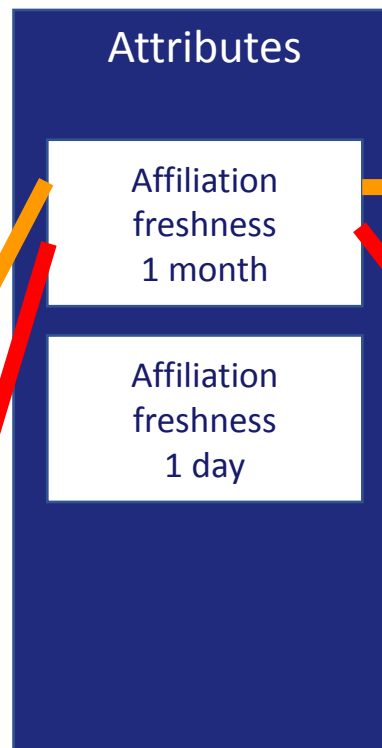 Attributes
Affiliation
freshness
1 month
Affiliation
freshness
1 day